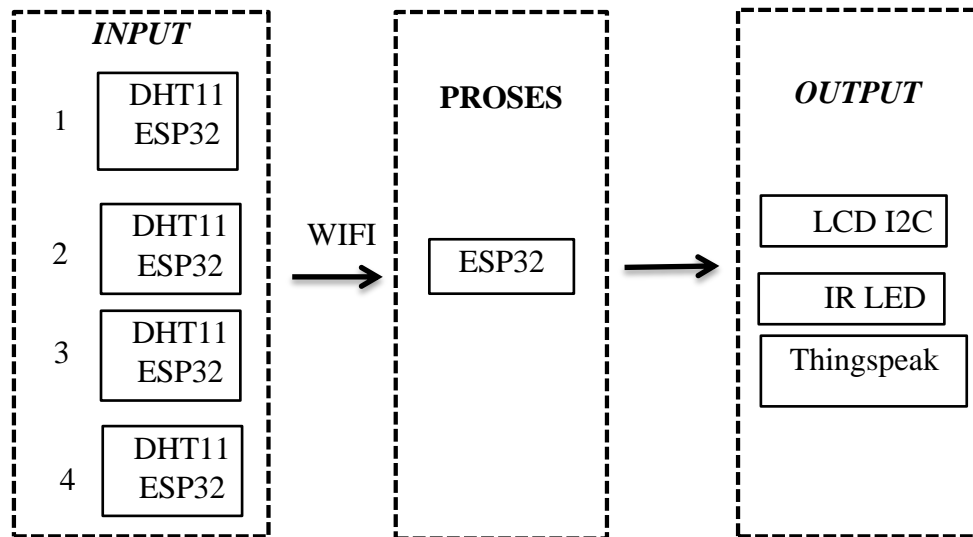 INPUT
1
DHT11
ESP32
2
DHT11
ESP32
3
DHT11
ESP32
4
DHT11
ESP32
WIFI
PROSES
ESP32
OUTPUT
LCD I2C
IR LED
Thingspeak